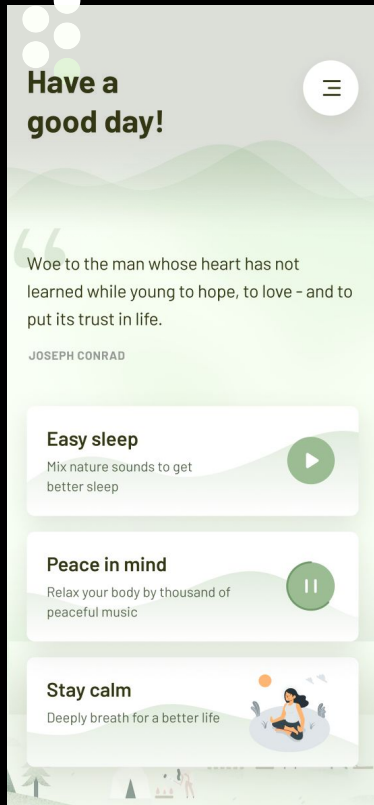 Have a
good day!
Woe to the man whose heart has not
learned while young to hope, to love - and to
put its trust in life.
JOSEPH CONRAD
Easy sleep
Mix nature sounds to get
better sleep
Peace in mind
Relax your body by thousand of
peaceful music
Stay calm
Deeply breath for a better life